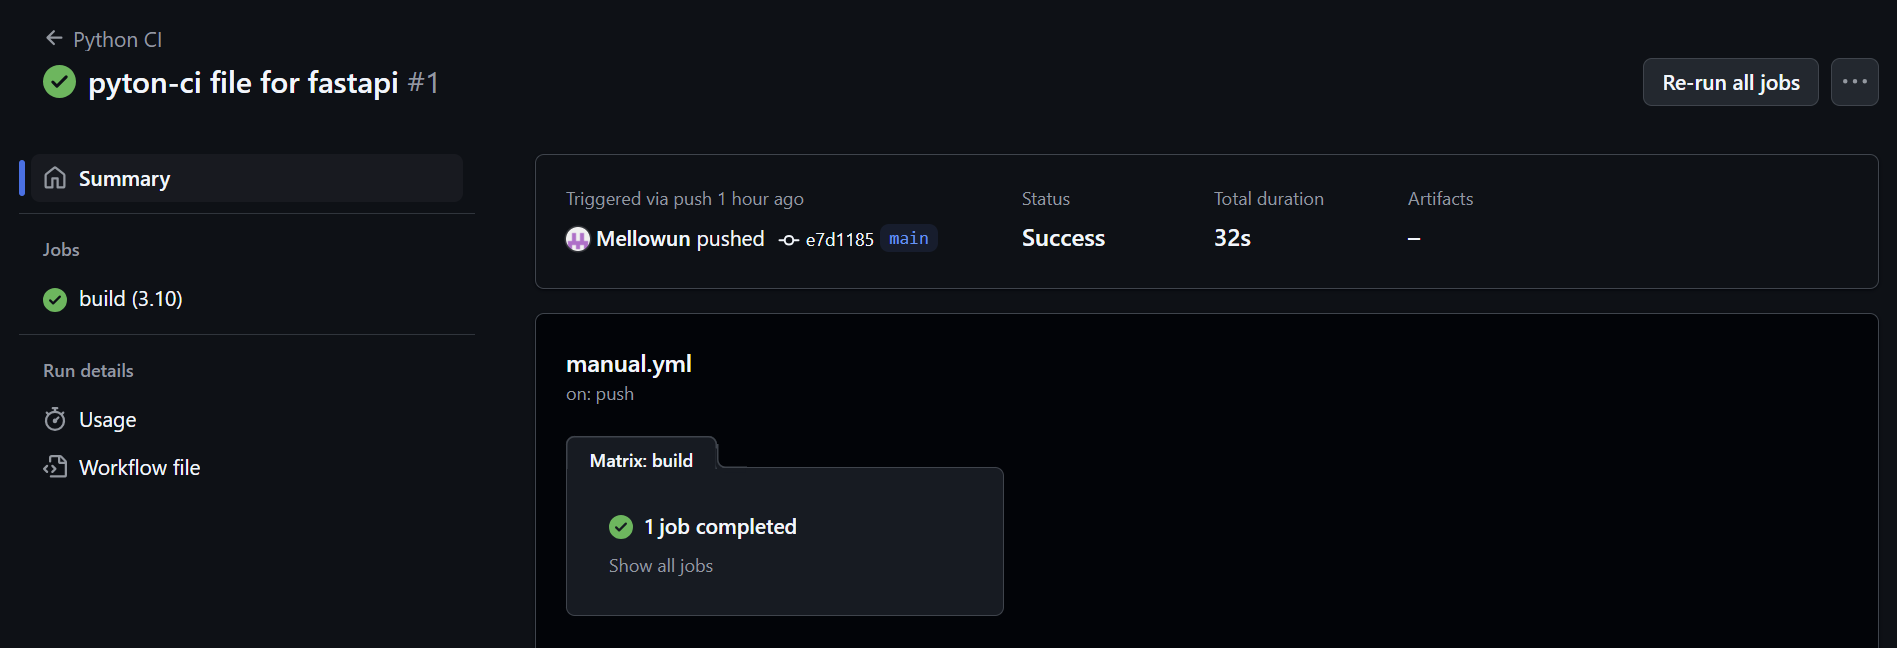 Python CI
pyton-ci file for fastapi #1
Re-run all jobs
Summary
Jobs
build (3.10)
Run details
Usage
Workflow file
Triggered via push 1 hour ago
Mellowun pushed e7d1185 main
Status
Success
Total duration
32s
Artifacts
–
manual.yml
on: push
Matrix: build
1 job completed
Show all jobs